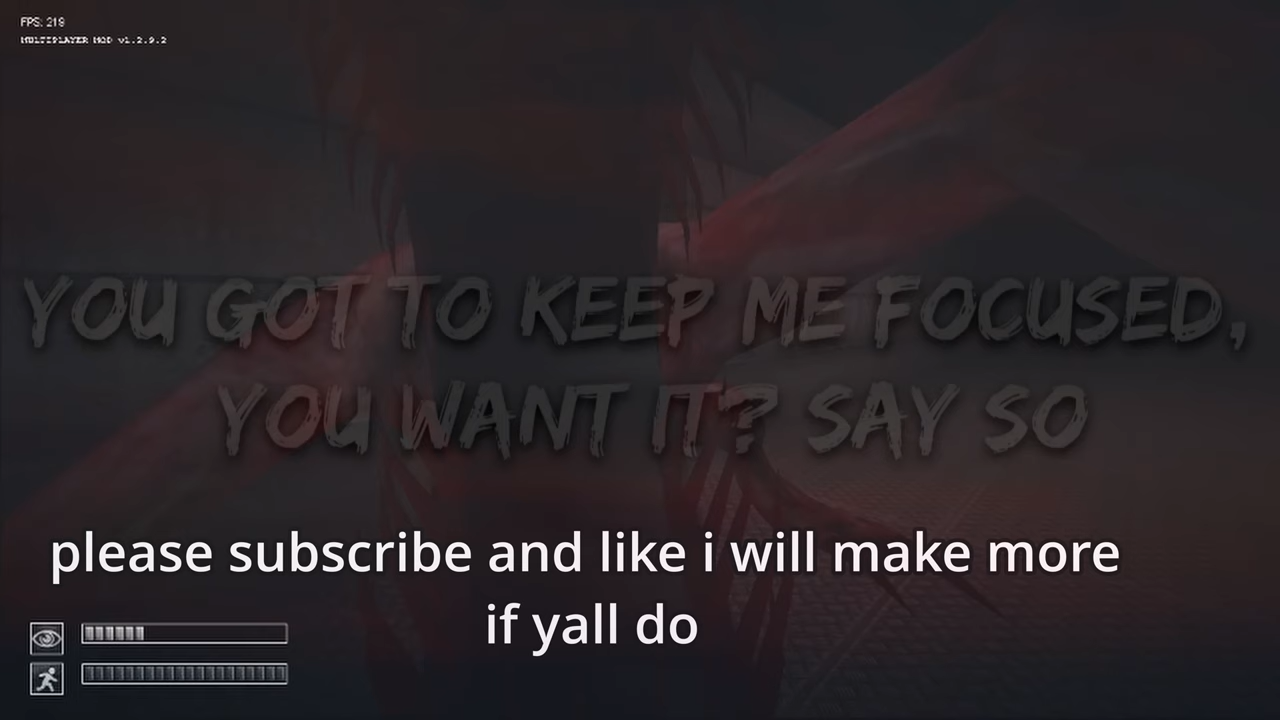 FPS: 219
MULTIPLAYER MOD v1.2.9.2
YOU GOT TO KEEP ME FOCUSED,
YOU WANT IT? SAY SO
please subscribe and like i will make more
if yall do